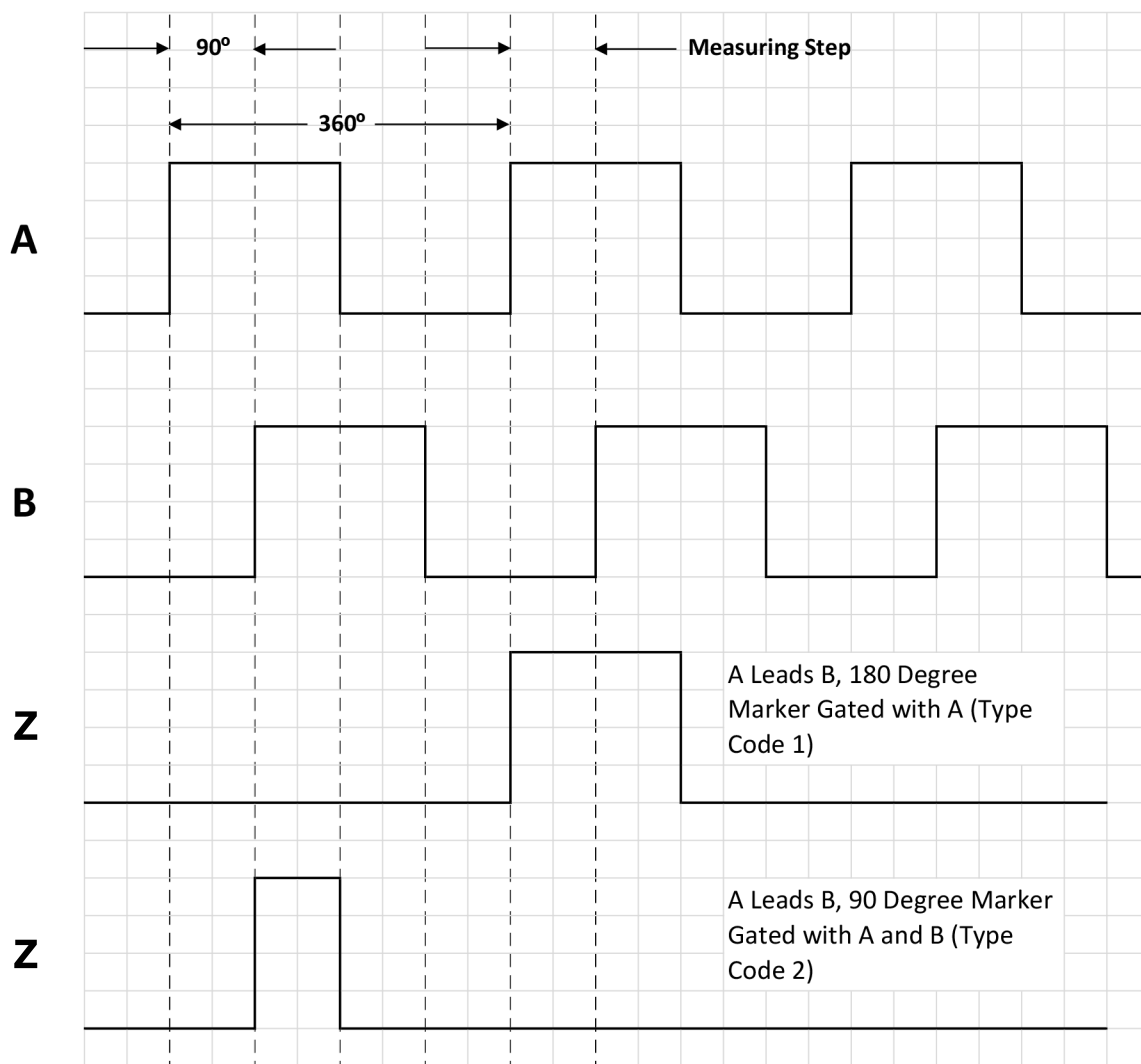 90º
Measuring Step
360º
A
B
Z
A Leads B, 180 Degree
Marker Gated with A (Type
Code 1)
Z
A Leads B, 90 Degree Marker
Gated with A and B (Type
Code 2)